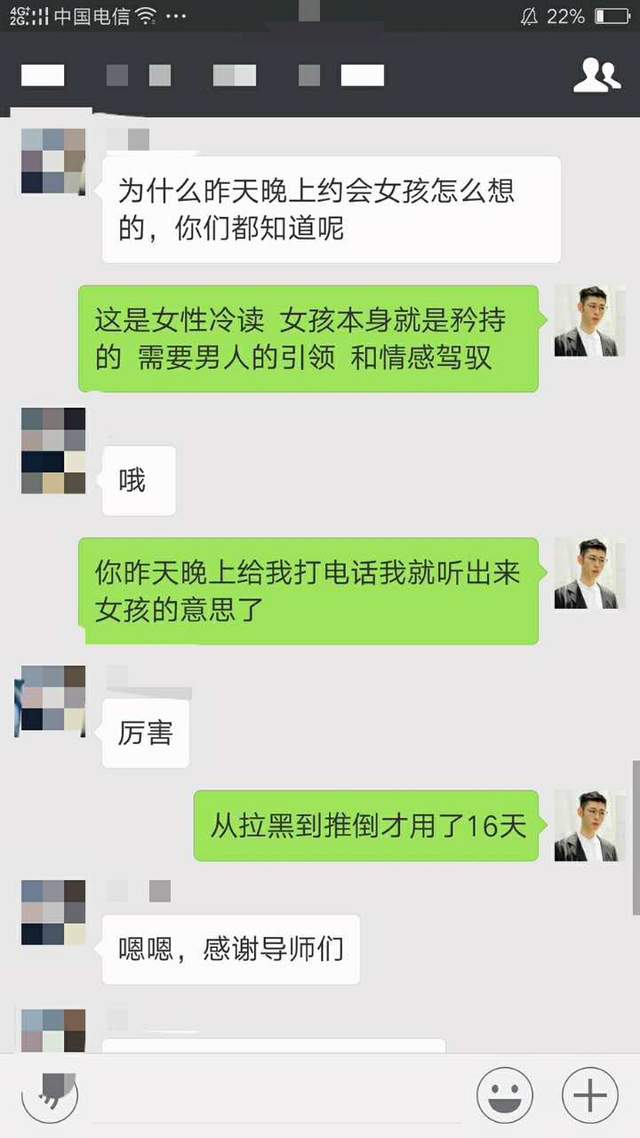 4G+
2G
中国电信
22%
为什么昨天晚上约会女孩怎么想
的，你们都知道呢
这是女性冷读 女孩本身就是矜持
的 需要男人的引领 和情感驾驭
哦
你昨天晚上给我打电话我就听出来
女孩的意思了
厉害
从拉黑到推倒才用了16天
嗯嗯，感谢导师们